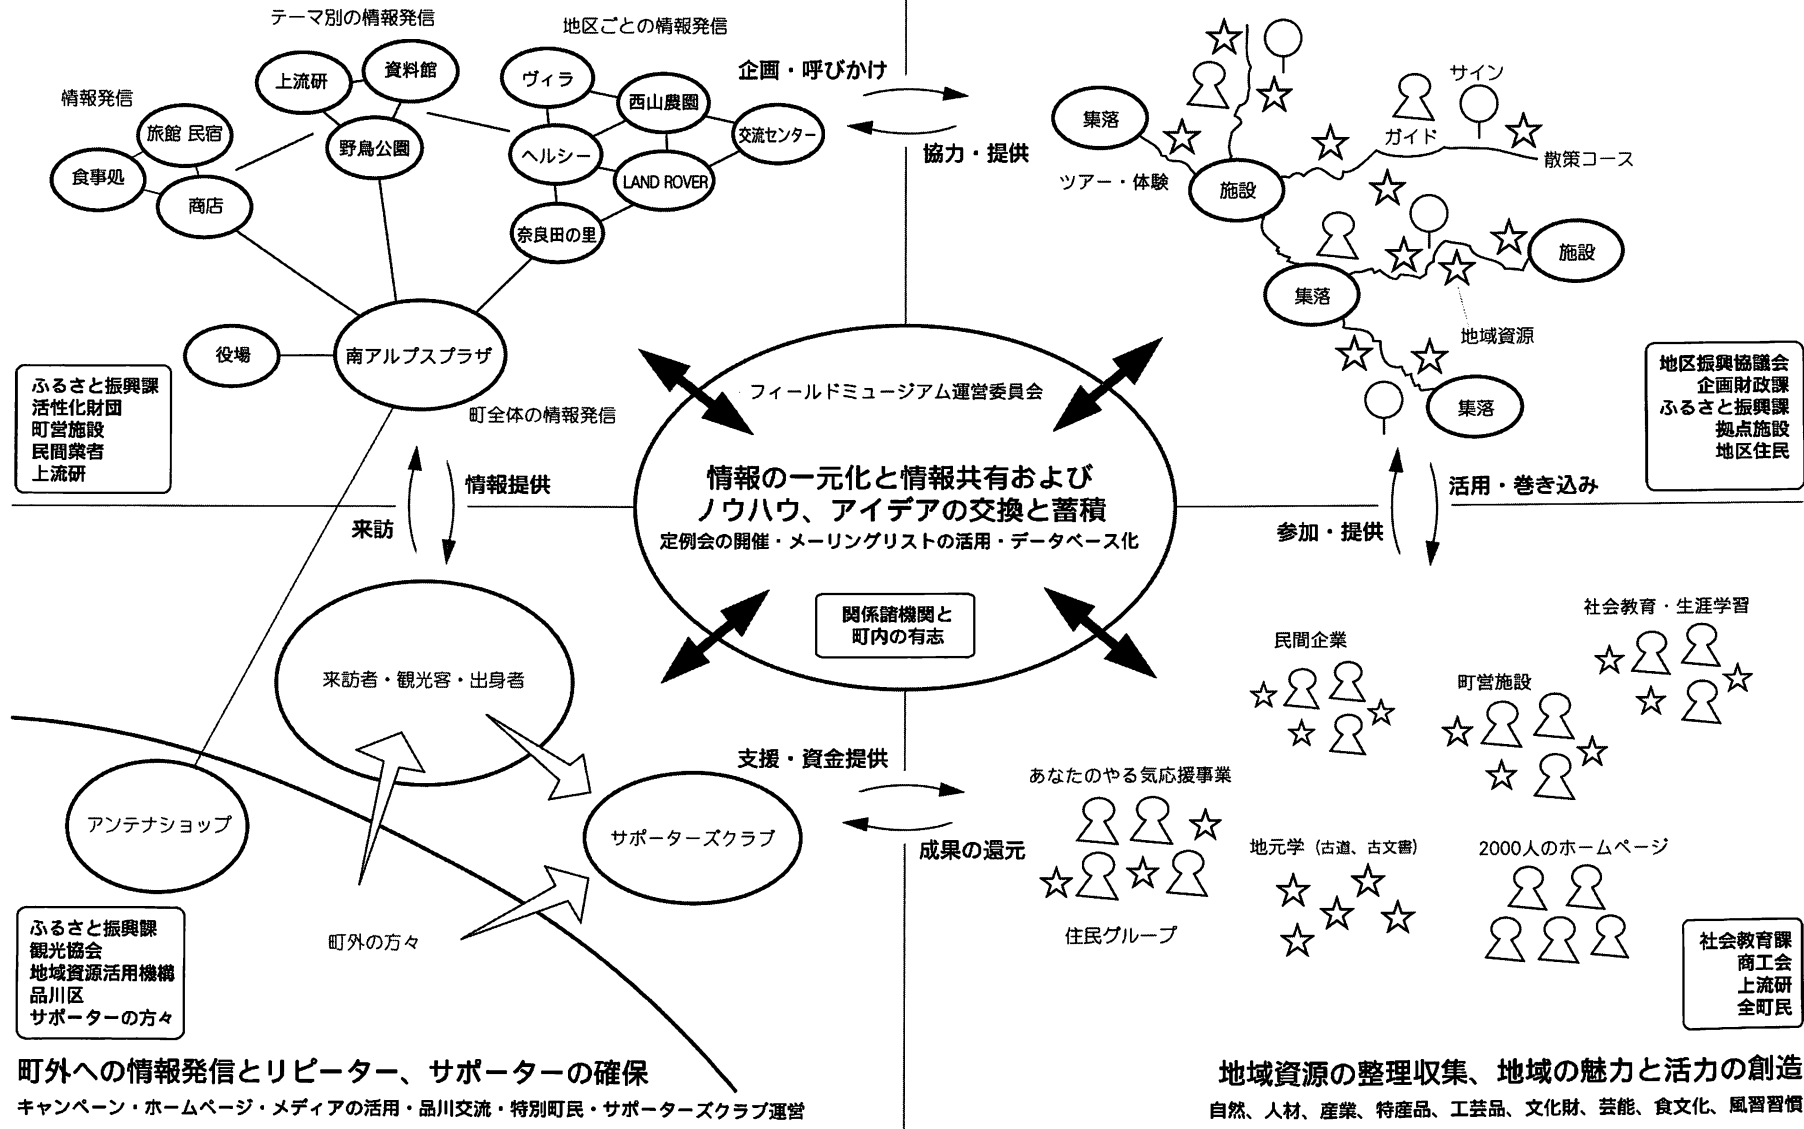 テーマ別の情報発信
地区ごとの情報発信
情報発信
上流研
資料館
野鳥公園
旅館 民宿
食事処
商店
ヴィラ
西山農園
交流センター
ヘルシー
LAND ROVER
奈良田の里
役場
南アルプスプラザ
町全体の情報発信
ふるさと振興課
活性化財団
町営施設
民間業者
上流研
企画・呼びかけ
協力・提供
集落
ツアー・体験
施設
ガイド
サイン
散策コース
施設
集落
地域資源
集落
地区振興協議会
企画財政課
ふるさと振興課
拠点施設
地区住民
フィールドミュージアム運営委員会
情報の一元化と情報共有および
ノウハウ、アイデアの交換と蓄積
定例会の開催・メーリングリストの活用・データベース化
関係諸機関と
町内の有志
情報提供
来訪
活用・巻き込み
参加・提供
来訪者・観光客・出身者
アンテナショップ
サポーターズクラブ
町外の方々
支援・資金提供
成果の還元
ふるさと振興課
観光協会
地域資源活用機構
品川区
サポーターの方々
町外への情報発信とリピーター、サポーターの確保
キャンペーン・ホームページ・メディアの活用・品川交流・特別町民・サポーターズクラブ運営
社会教育・生涯学習
民間企業
町営施設
あなたのやる気応援事業
地元学（古道、古文書）
2000人のホームページ
住民グループ
社会教育課
商工会
上流研
全町民
地域資源の整理収集、地域の魅力と活力の創造
自然、人材、産業、特産品、工芸品、文化財、芸能、食文化、風習習慣